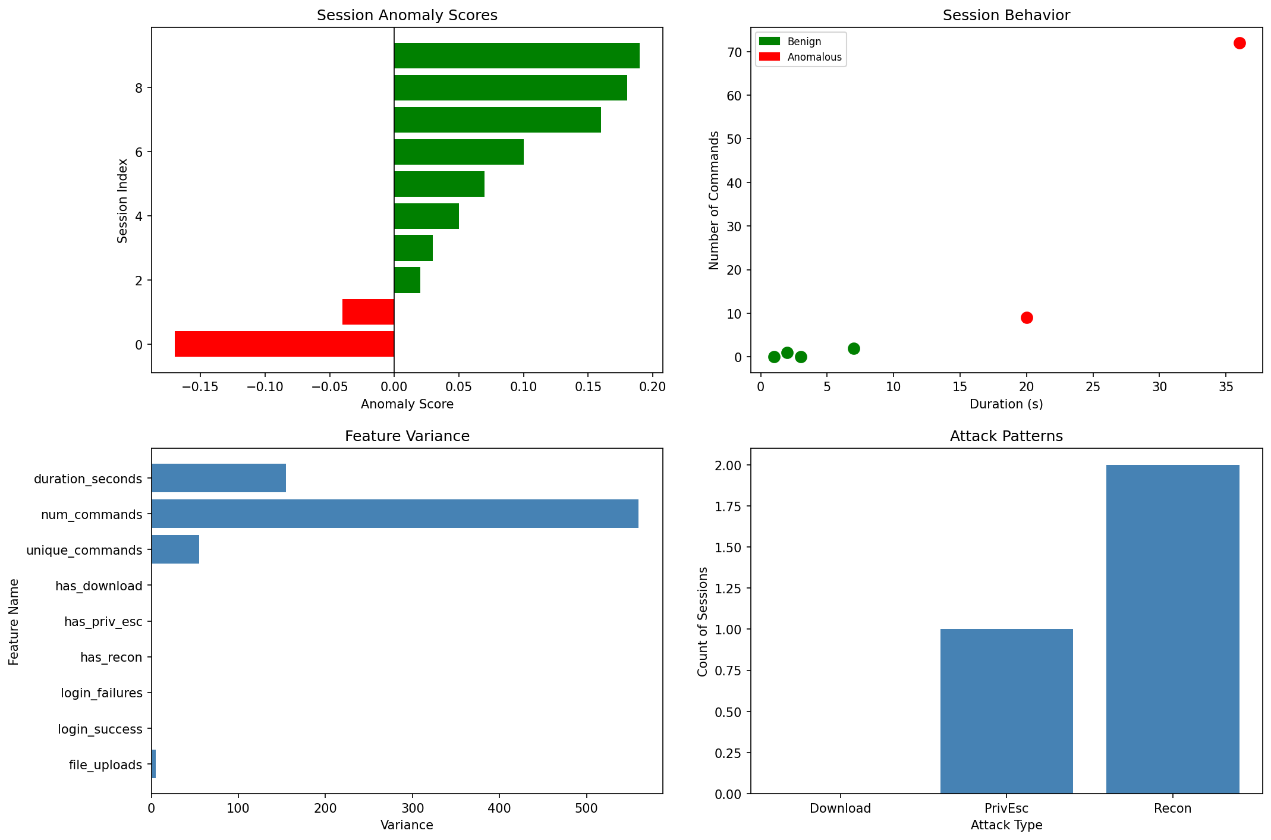 Session Anomaly Scores
Session Index
8
6
4
2
0
−0.15 −0.10 −0.05 0.00 0.05 0.10 0.15 0.20
Anomaly Score
Session Behavior
Benign
Anomalous
Number of Commands
70
60
50
40
30
20
10
0
0 5 10 15 20 25 30 35
Duration (s)
Feature Variance
Feature Name
duration_seconds
num_commands
unique_commands
has_download
has_priv_esc
has_recon
login_failures
login_success
file_uploads
0 100 200 300 400 500
Variance
Attack Patterns
Count of Sessions
2.00
1.75
1.50
1.25
1.00
0.75
0.50
0.25
0.00
Download PrivEsc Recon
Attack Type